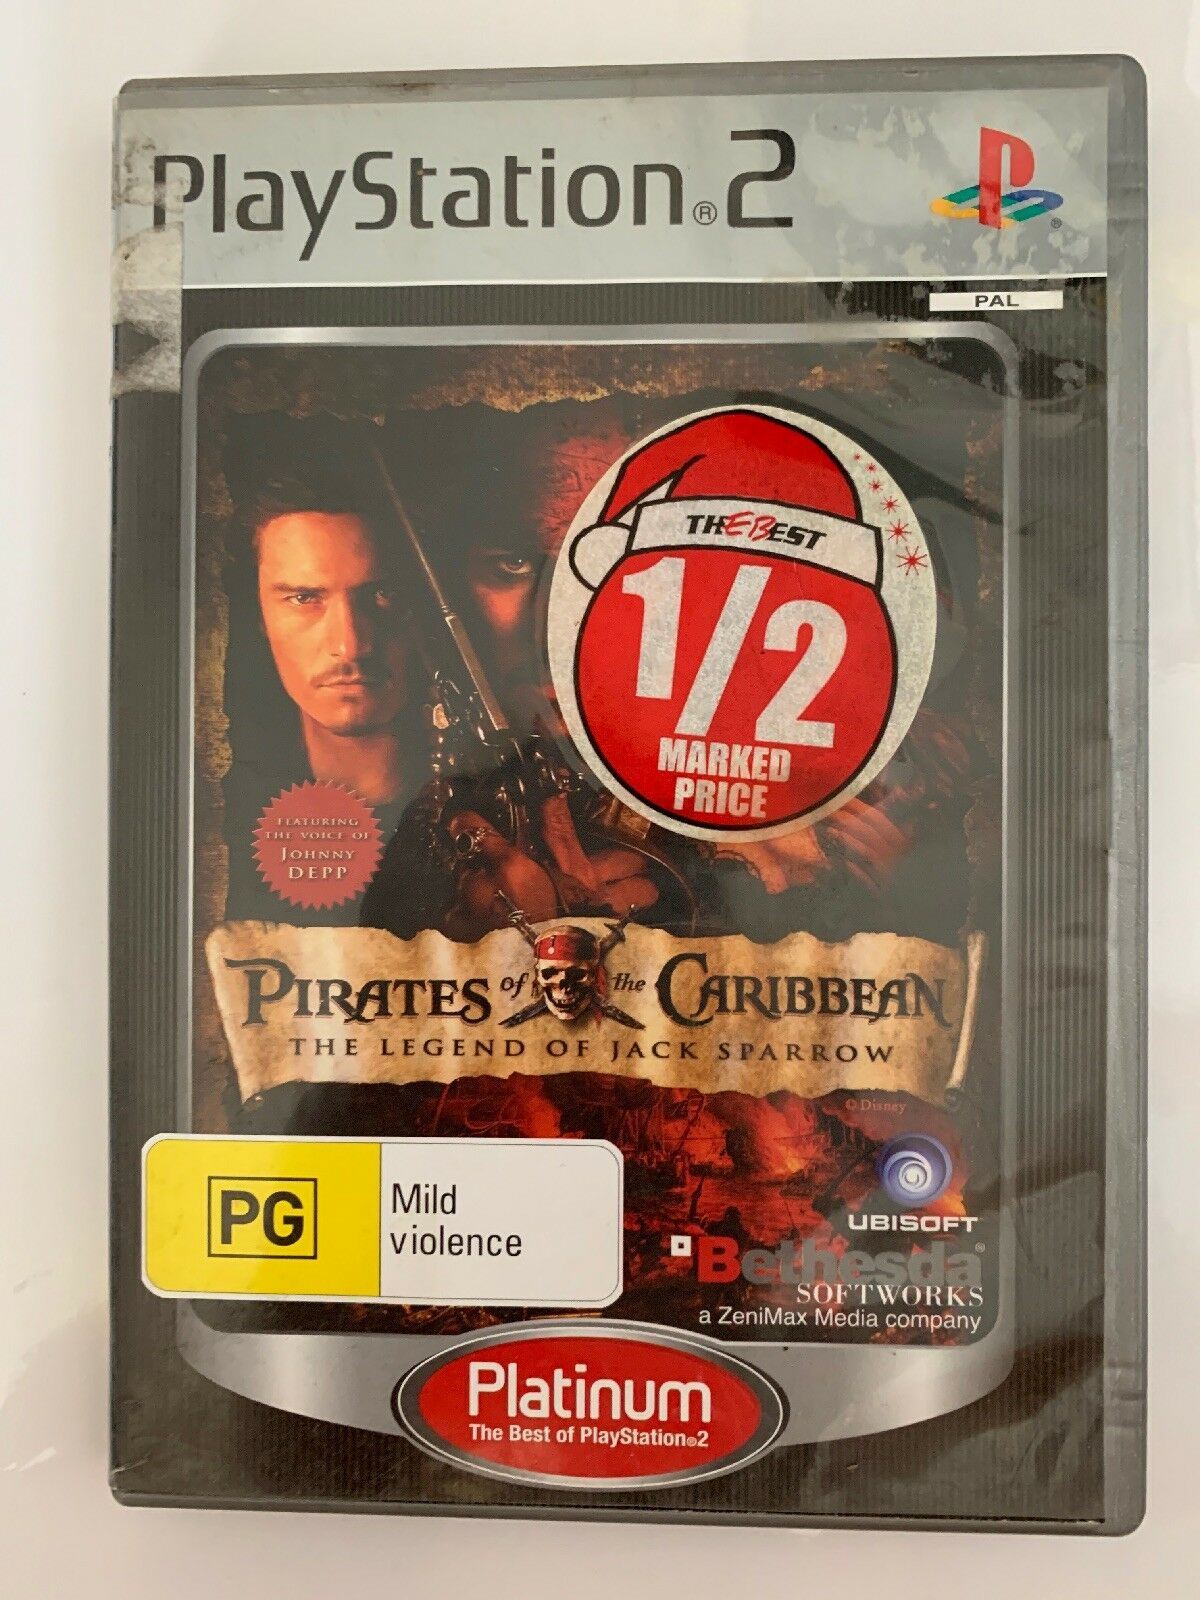 PlayStation®2
PAL
THE BEST
1/2
MARKED
PRICE
FEATURING
THE VOICE OF
JOHNNY
DEPP
PIRATES of the CARIBBEAN
THE LEGEND OF JACK SPARROW
© Disney
PG
Mild
violence
UBISOFT
Bethesda®
SOFTWORKS
a ZeniMax Media company
Platinum
The Best of PlayStation®2